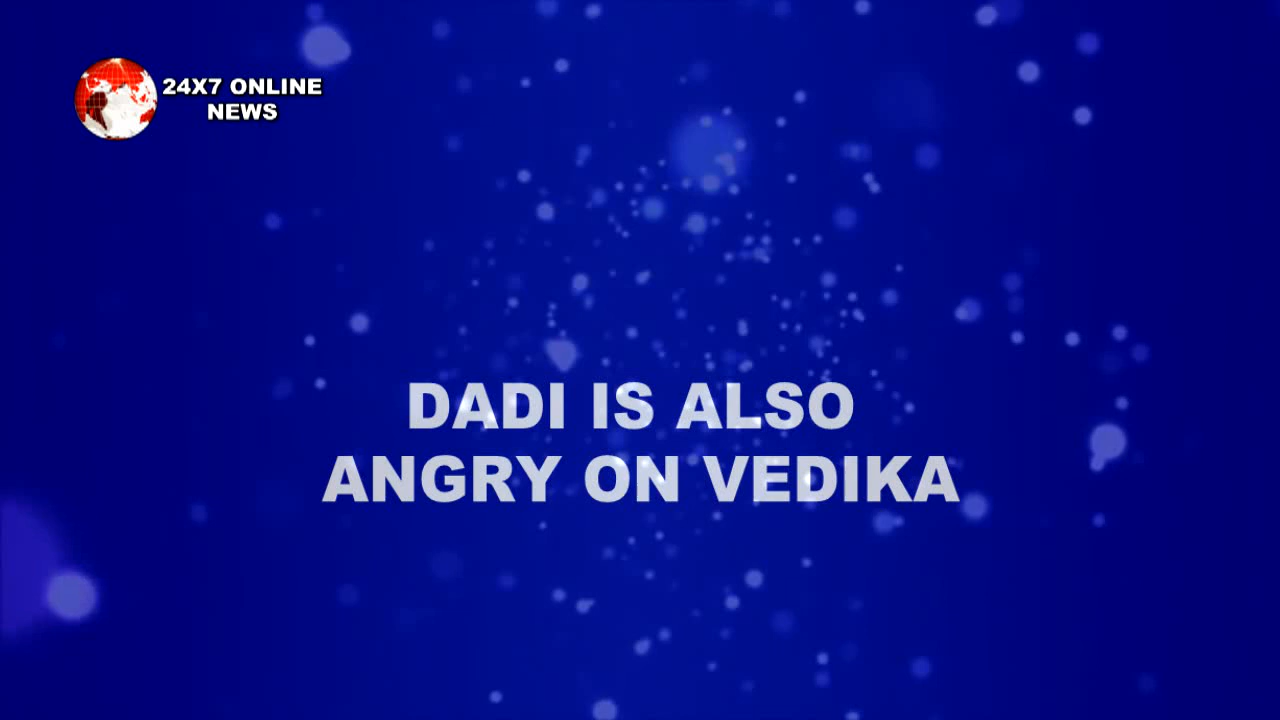 24X7 ONLINE
NEWS
DADI IS ALSO
ANGRY ON VEDIKA